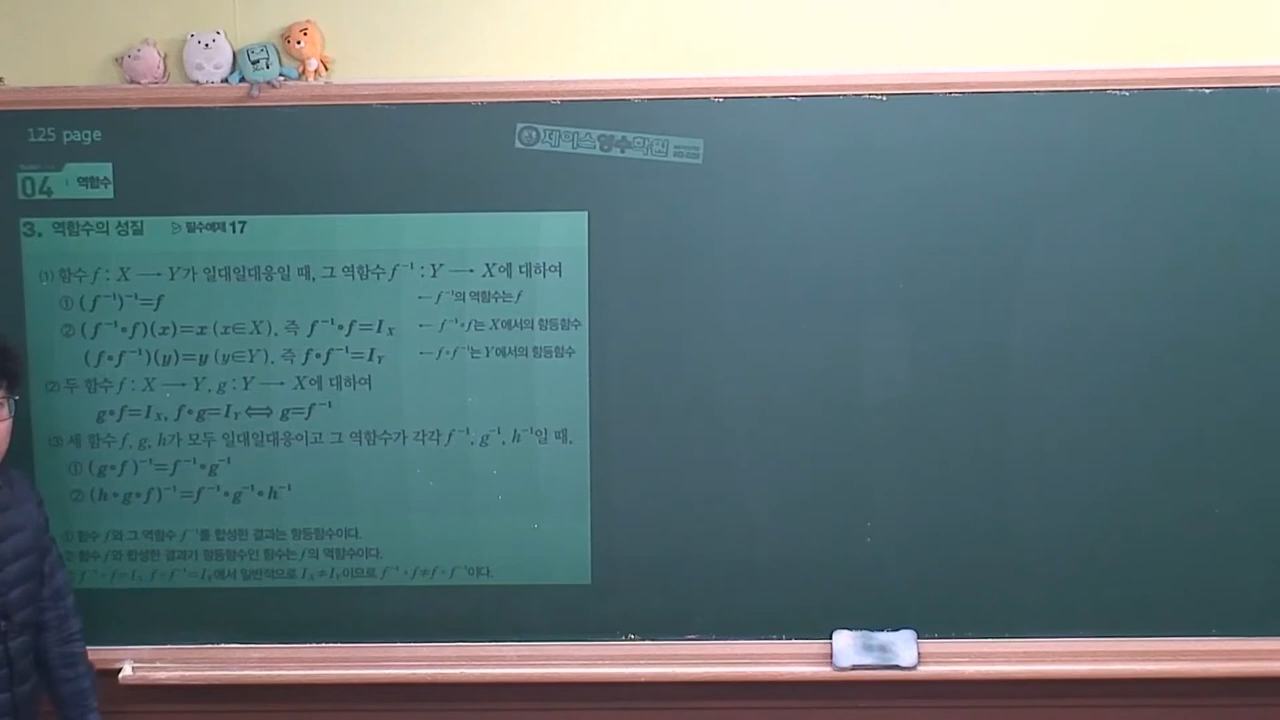 125 page
제이스영수학원
04 역함수
3. 역함수의 성질 ▷ 필수예제 17
(1) 함수 f : X ⟶ Y가 일대일대응일 때, 그 역함수 f⁻¹ : Y ⟶ X에 대하여
① (f⁻¹)⁻¹=f ← f⁻¹의 역함수는 f
② (f⁻¹∘f)(x)=x (x∈X), 즉 f⁻¹∘f=I_X ← f⁻¹∘f는 X에서의 항등함수
(f∘f⁻¹)(y)=y (y∈Y), 즉 f∘f⁻¹=I_Y ← f∘f⁻¹는 Y에서의 항등함수
(2) 두 함수 f : X ⟶ Y, g : Y ⟶ X에 대하여
g∘f=I_X, f∘g=I_Y ⟺ g=f⁻¹
(3) 세 함수 f, g, h가 모두 일대일대응이고 그 역함수가 각각 f⁻¹, g⁻¹, h⁻¹일 때,
① (g∘f)⁻¹=f⁻¹∘g⁻¹
② (h∘g∘f)⁻¹=f⁻¹∘g⁻¹∘h⁻¹
① 함수 f와 그 역함수 f⁻¹를 합성한 결과는 항등함수이다.
② 함수 f와 합성한 결과가 항등함수인 함수는 f의 역함수이다.
f⁻¹∘f=I_X, f∘f⁻¹=I_Y에서 일반적으로 I_X≠I_Y이므로 f⁻¹∘f≠f∘f⁻¹이다.